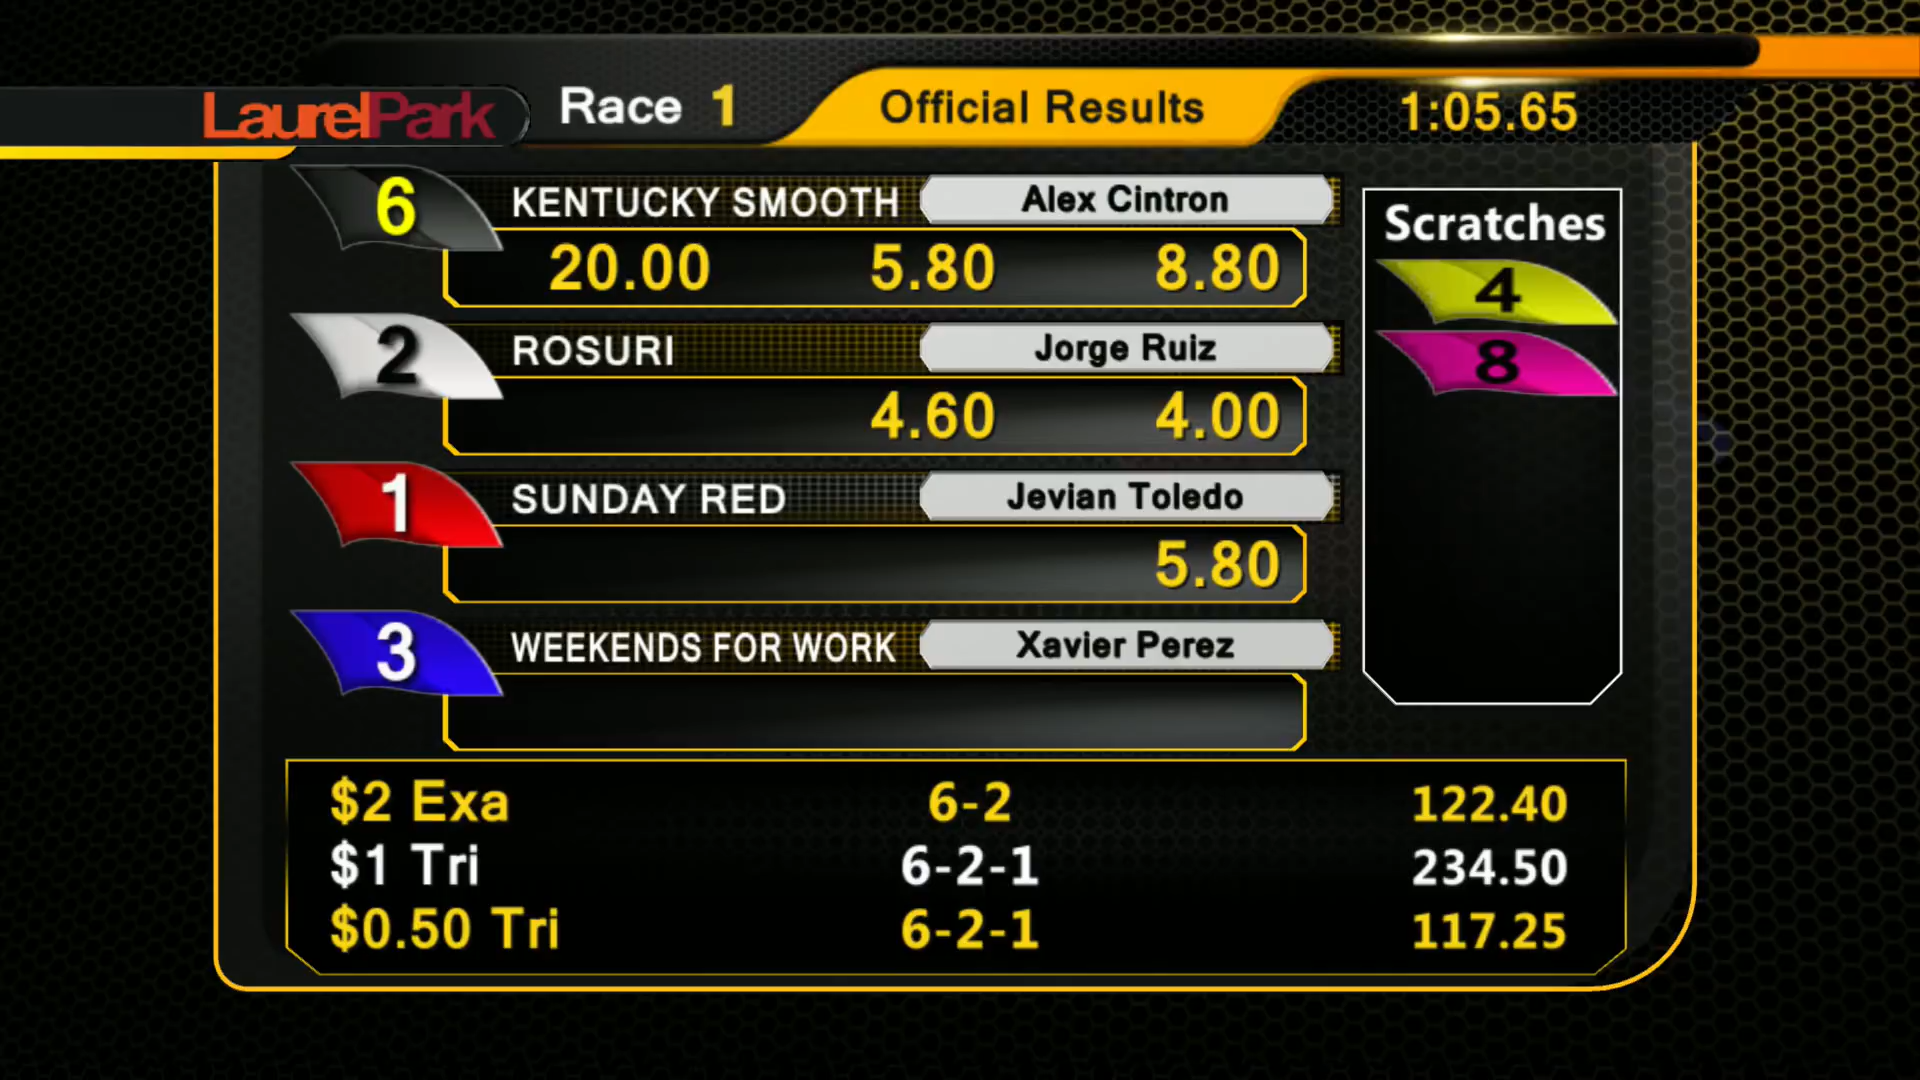 LaurelPark Race 1 Official Results 1:05.65
6 KENTUCKY SMOOTH Alex Cintron
20.00 5.80 8.80
2 ROSURI Jorge Ruiz
4.60 4.00
1 SUNDAY RED Jevian Toledo
5.80
3 WEEKENDS FOR WORK Xavier Perez
Scratches
4
8
$2 Exa 6-2 122.40
$1 Tri 6-2-1 234.50
$0.50 Tri 6-2-1 117.25